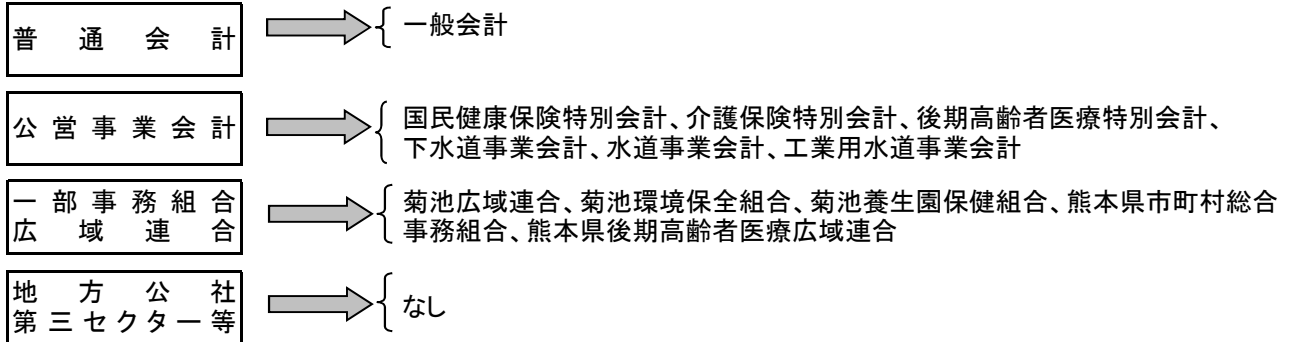 普通会計
一般会計
公営事業会計
国民健康保険特別会計、介護保険特別会計、後期高齢者医療特別会計、
下水道事業会計、水道事業会計、工業用水道事業会計
一部事務組合
広域連合
菊池広域連合、菊池環境保全組合、菊池養生園保健組合、熊本県市町村総合
事務組合、熊本県後期高齢者医療広域連合
地方公社
第三セクター等
なし